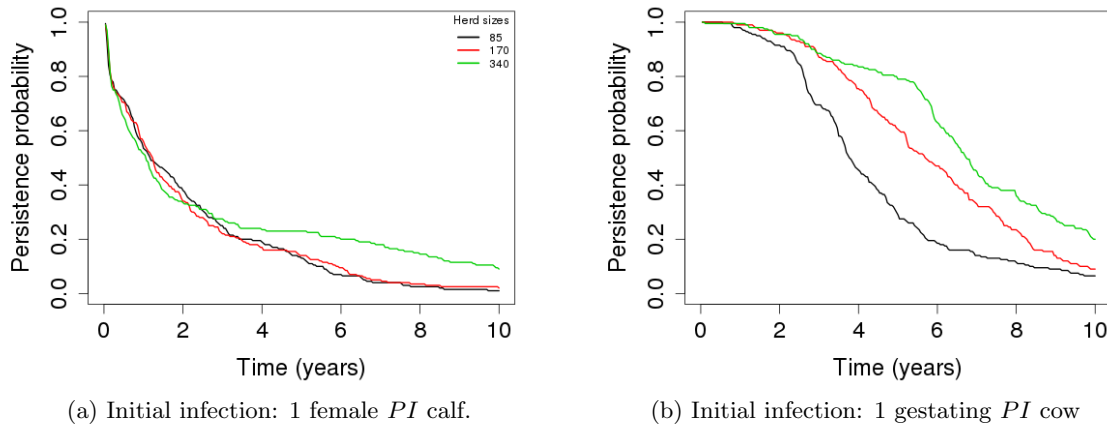 Persistence probability
1.0
0.8
0.6
0.4
0.2
0.0
Herd sizes
85
170
340
0 2 4 6 8 10
Time (years)
(a) Initial infection: 1 female PI calf.
Persistence probability
1.0
0.8
0.6
0.4
0.2
0.0
0 2 4 6 8 10
Time (years)
(b) Initial infection: 1 gestating PI cow